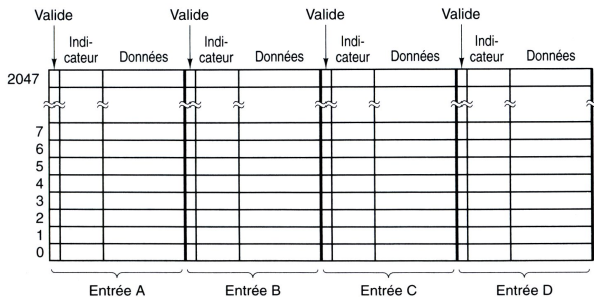 Valide Valide Valide Valide
Indi-
cateur Données Indi-
cateur Données Indi-
cateur Données Indi-
cateur Données
2047
7
6
5
4
3
2
1
0
Entrée A Entrée B Entrée C Entrée D